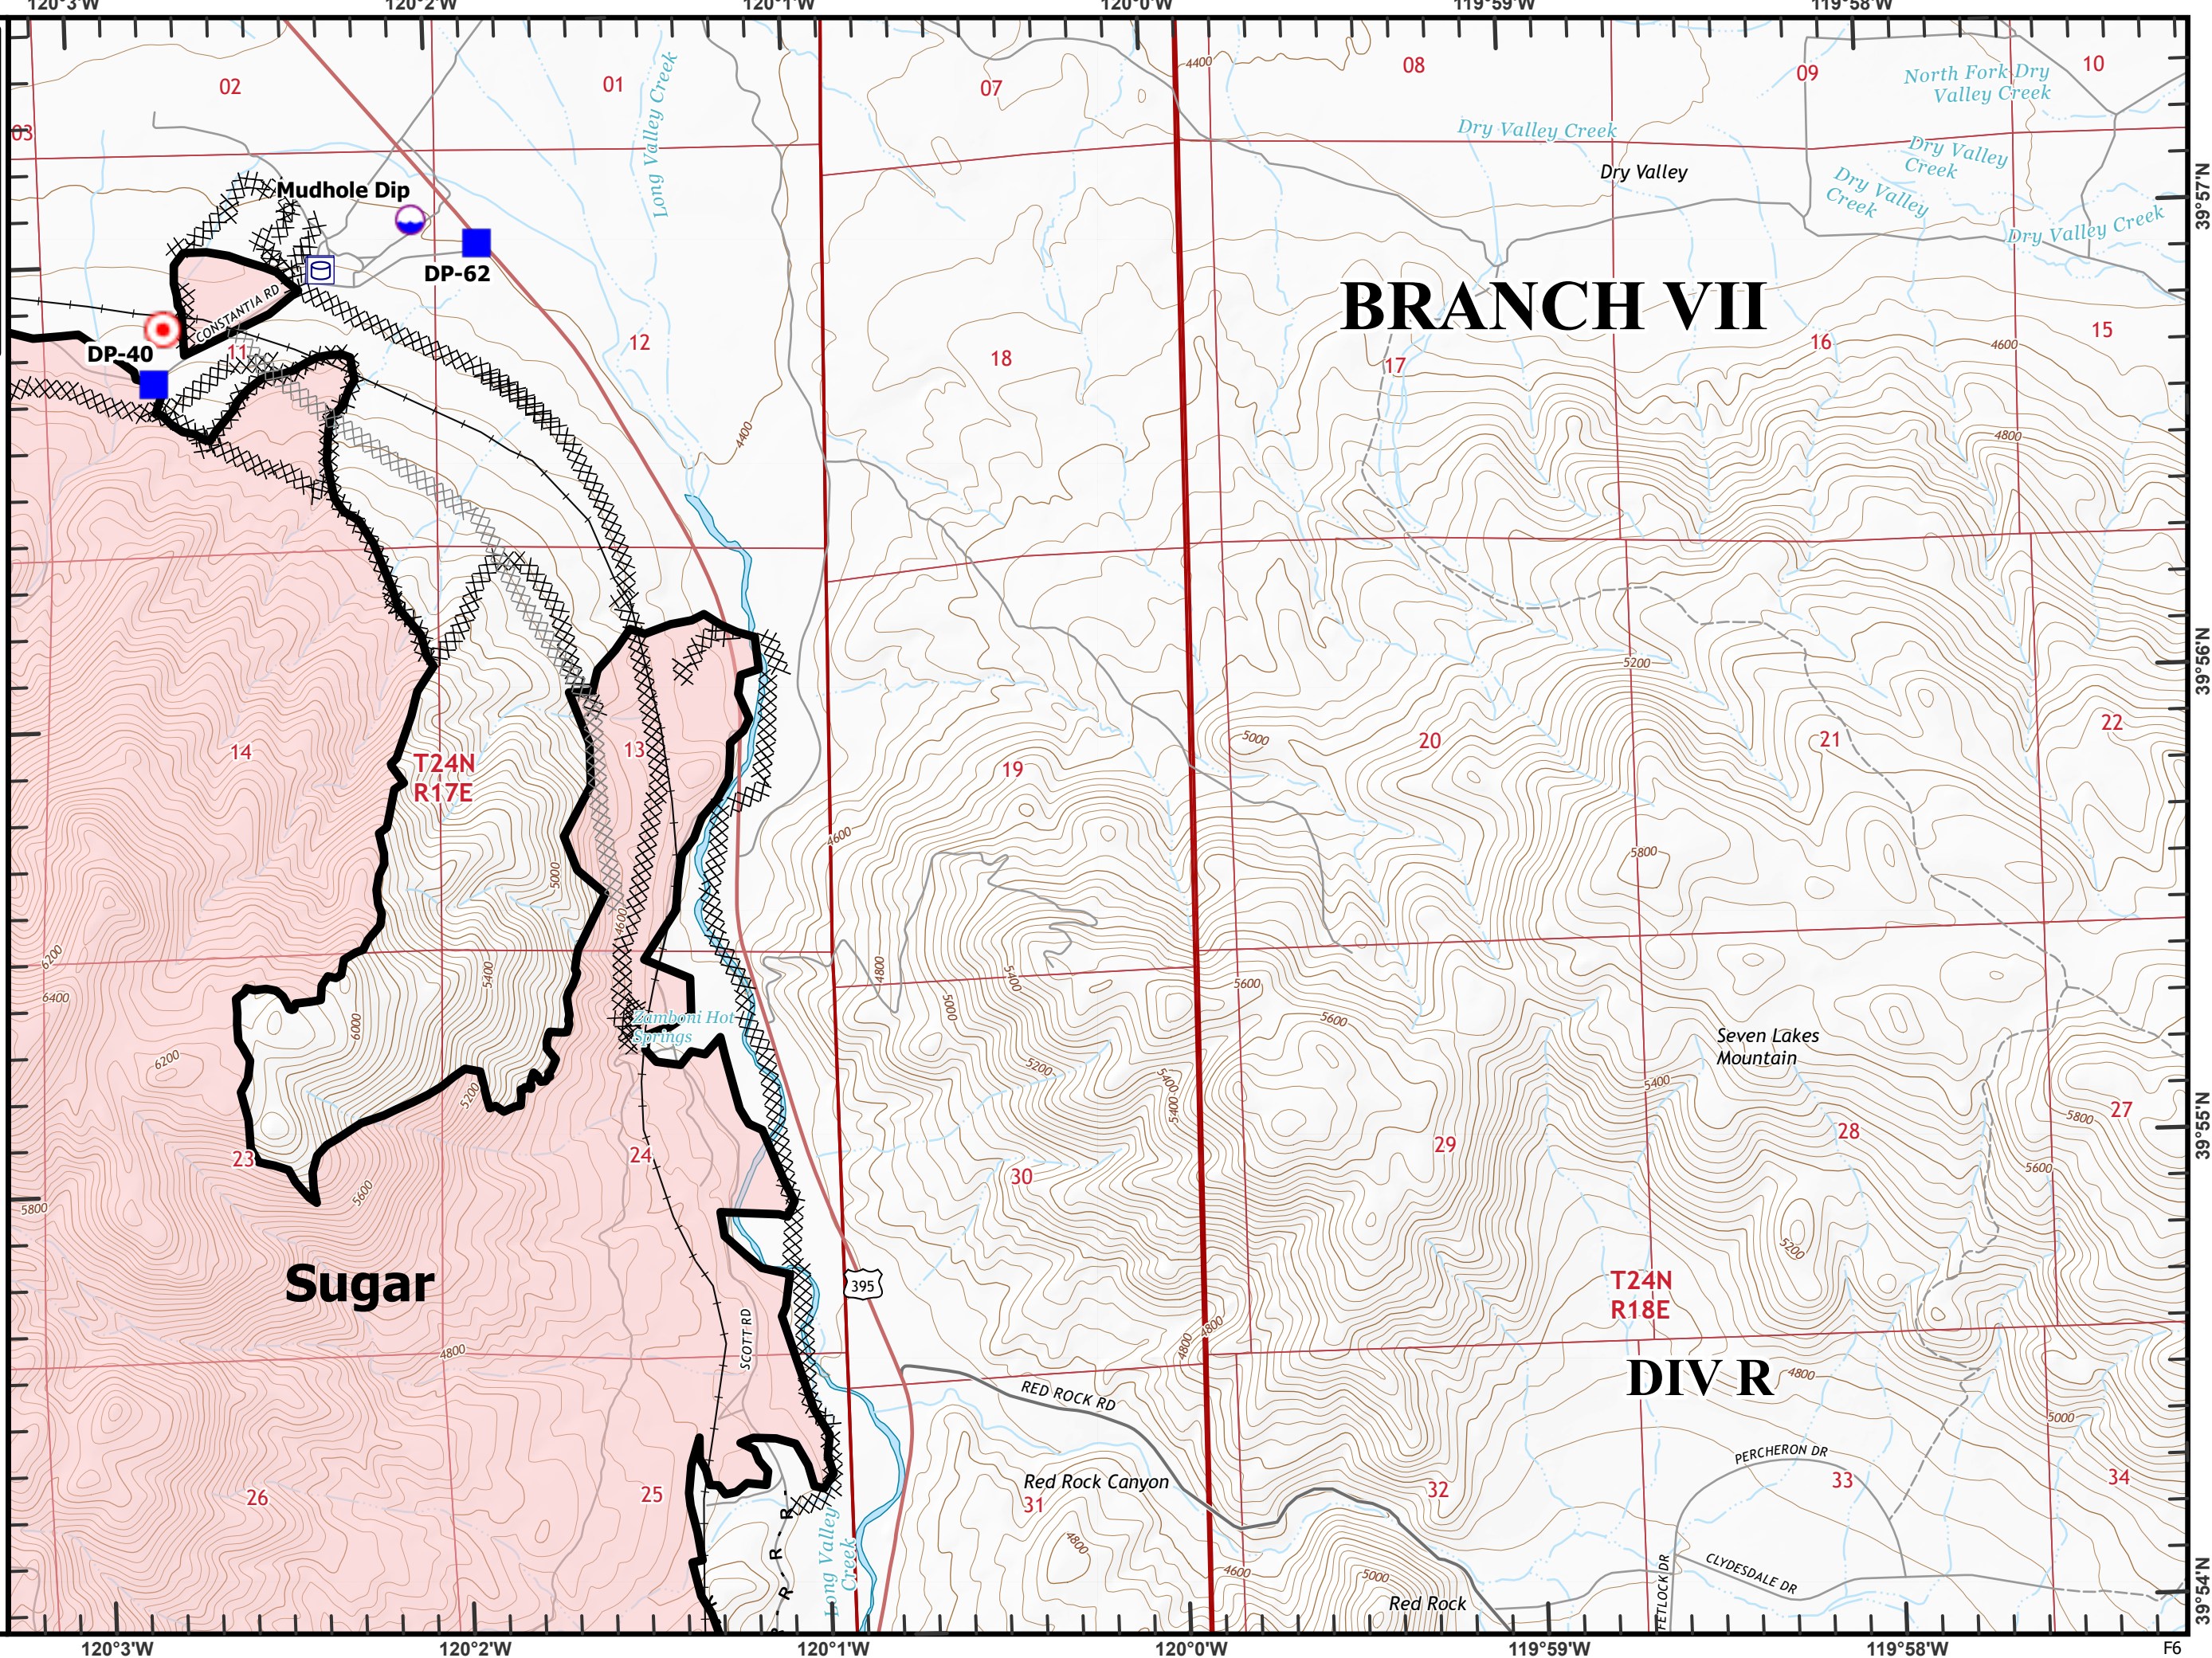 120°3'W
120°2'W
120°1'W
120°0'W
119°59'W
119°58'W
02
01
07
08
09
10
03
4400
North Fork Dry
Valley Creek
Long Valley Creek
Dry Valley Creek
Dry Valley
Dry Valley
Creek
Dry Valley
Creek
Dry Valley Creek
39°57'N
Mudhole Dip
DP-62
CONSTANTIA RD
DP-40
11
12
18
BRANCH VII
17
16
15
4600
4400
4800
39°56'N
5200
14
T24N
R17E
13
19
5000
20
21
22
4600
5800
5000
4600
6200
6400
5400
4800
5400
5000
5600
5600
6000
6200
Zamboni Hot
Springs
5200
5200
5400
5400
5400
Seven Lakes
Mountain
27
5800
28
29
39°55'N
23
24
30
5600
5600
5800
5200
Sugar
395
T24N
R18E
SCOTT RD
4800
4800
4800
RED ROCK RD
DIV R
4800
5000
PERCHERON DR
26
25
Red Rock Canyon
31
32
33
34
R
R
R
R
Long Valley
Creek
4800
4600
5000
Red Rock
FETLOCK DR
CLYDESDALE DR
39°54'N
120°3'W
120°2'W
120°1'W
120°0'W
119°59'W
119°58'W
F6